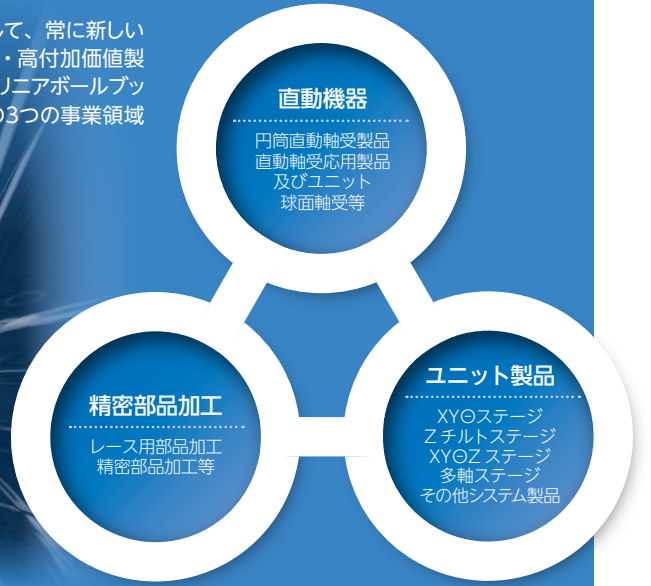 して、常に新しい
・高付加価値製
リニアボールブッ
の3つの事業領域
直動機器
円筒直動軸受製品
直動軸受応用製品
及びユニット
球面軸受等
精密部品加工
レース用部品加工
精密部品加工等
ユニット製品
XYΘステージ
Zチルトステージ
XYΘZステージ
多軸ステージ
その他システム製品